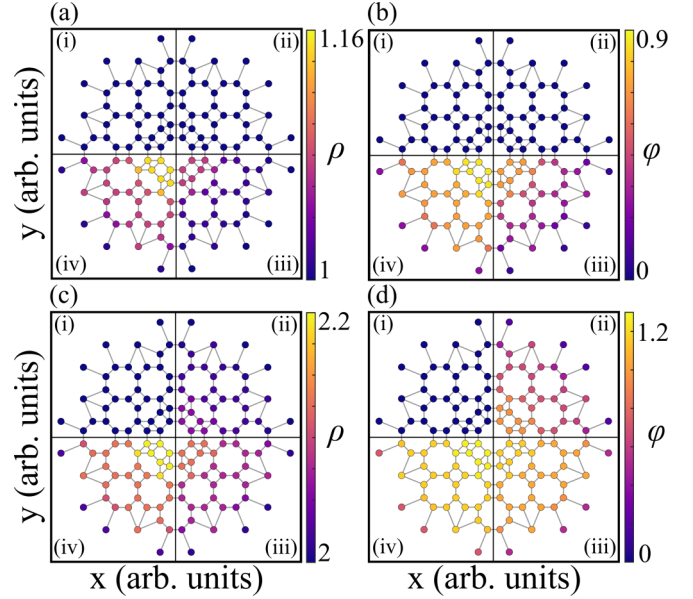 (a)
(b)
(i) (ii)
1.16
(i) (ii)
0.9
y (arb. units)
ρ
φ
(iv) (iii)
1
(iv) (iii)
0
(c)
(d)
(i) (ii)
2.2
(i) (ii)
1.2
y (arb. units)
ρ
φ
(iv) (iii)
2
(iv) (iii)
0
x (arb. units)
x (arb. units)